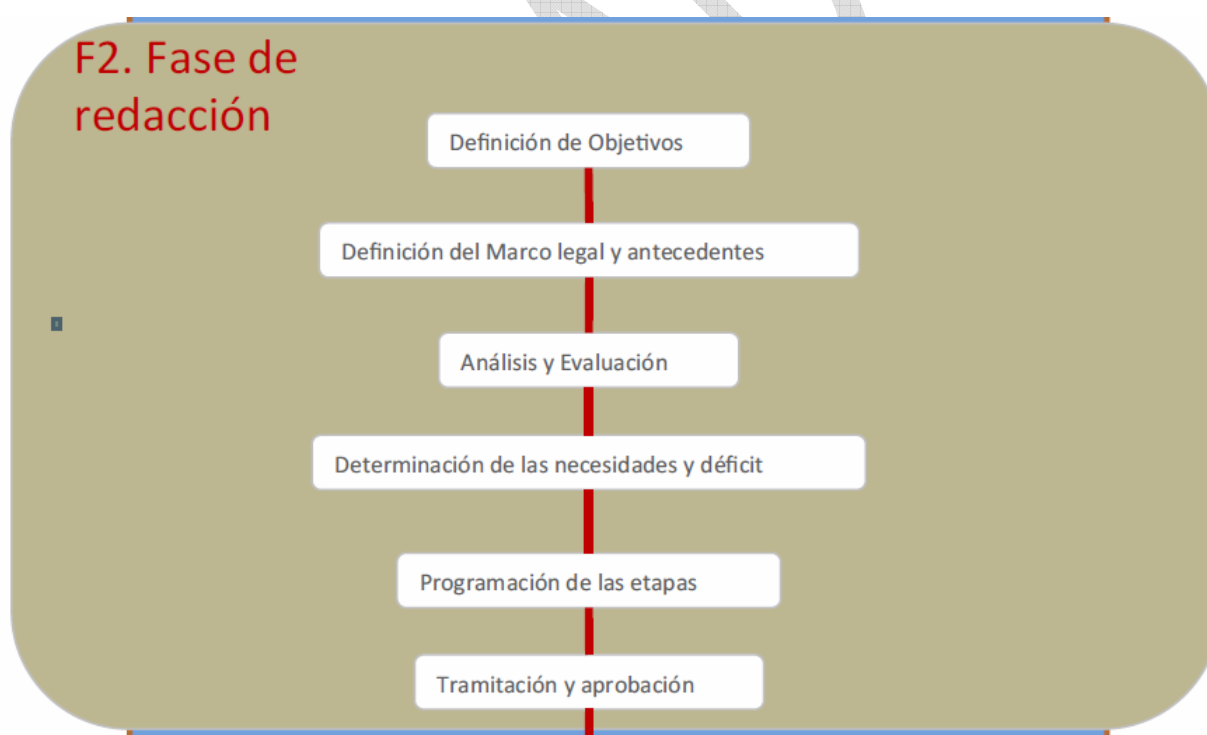 F2. Fase de
redacción
Definición de Objetivos
Definición del Marco legal y antecedentes
Análisis y Evaluación
Determinación de las necesidades y déficit
Programación de las etapas
Tramitación y aprobación